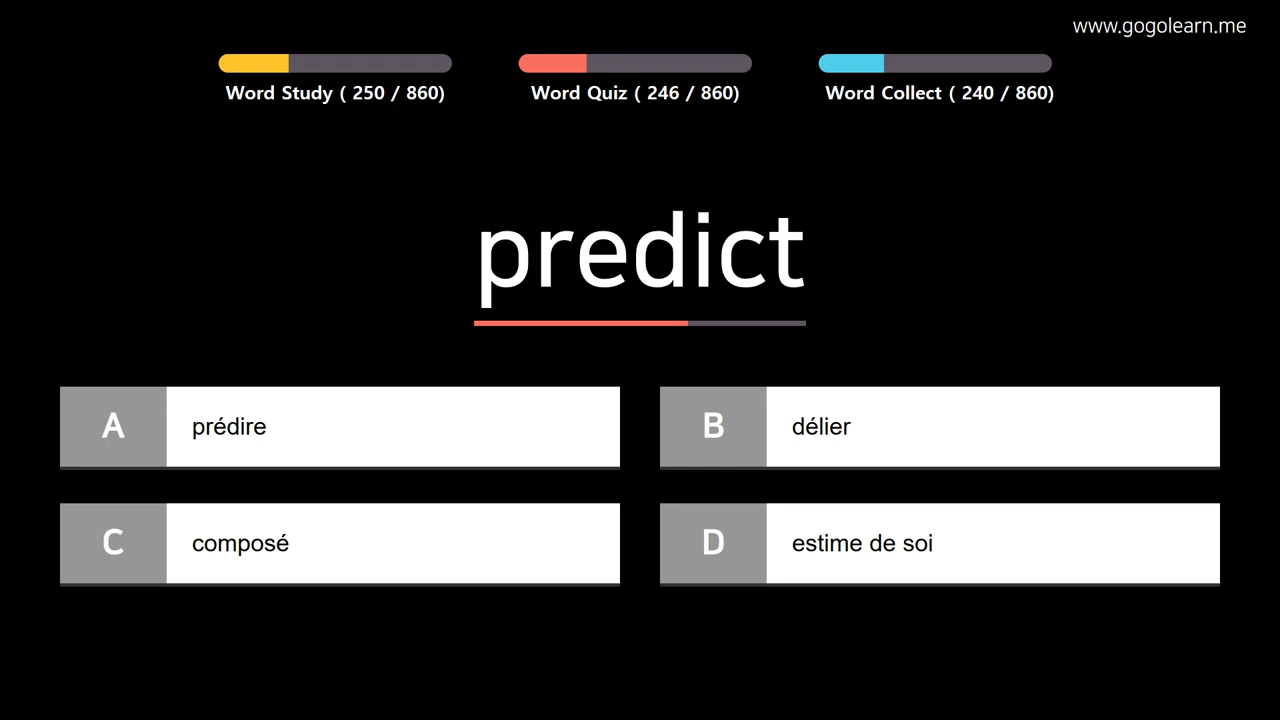 www.gogolearn.me
Word Study ( 250 / 860)
Word Quiz ( 246 / 860)
Word Collect ( 240 / 860)
predict
A prédire
B délier
C composé
D estime de soi